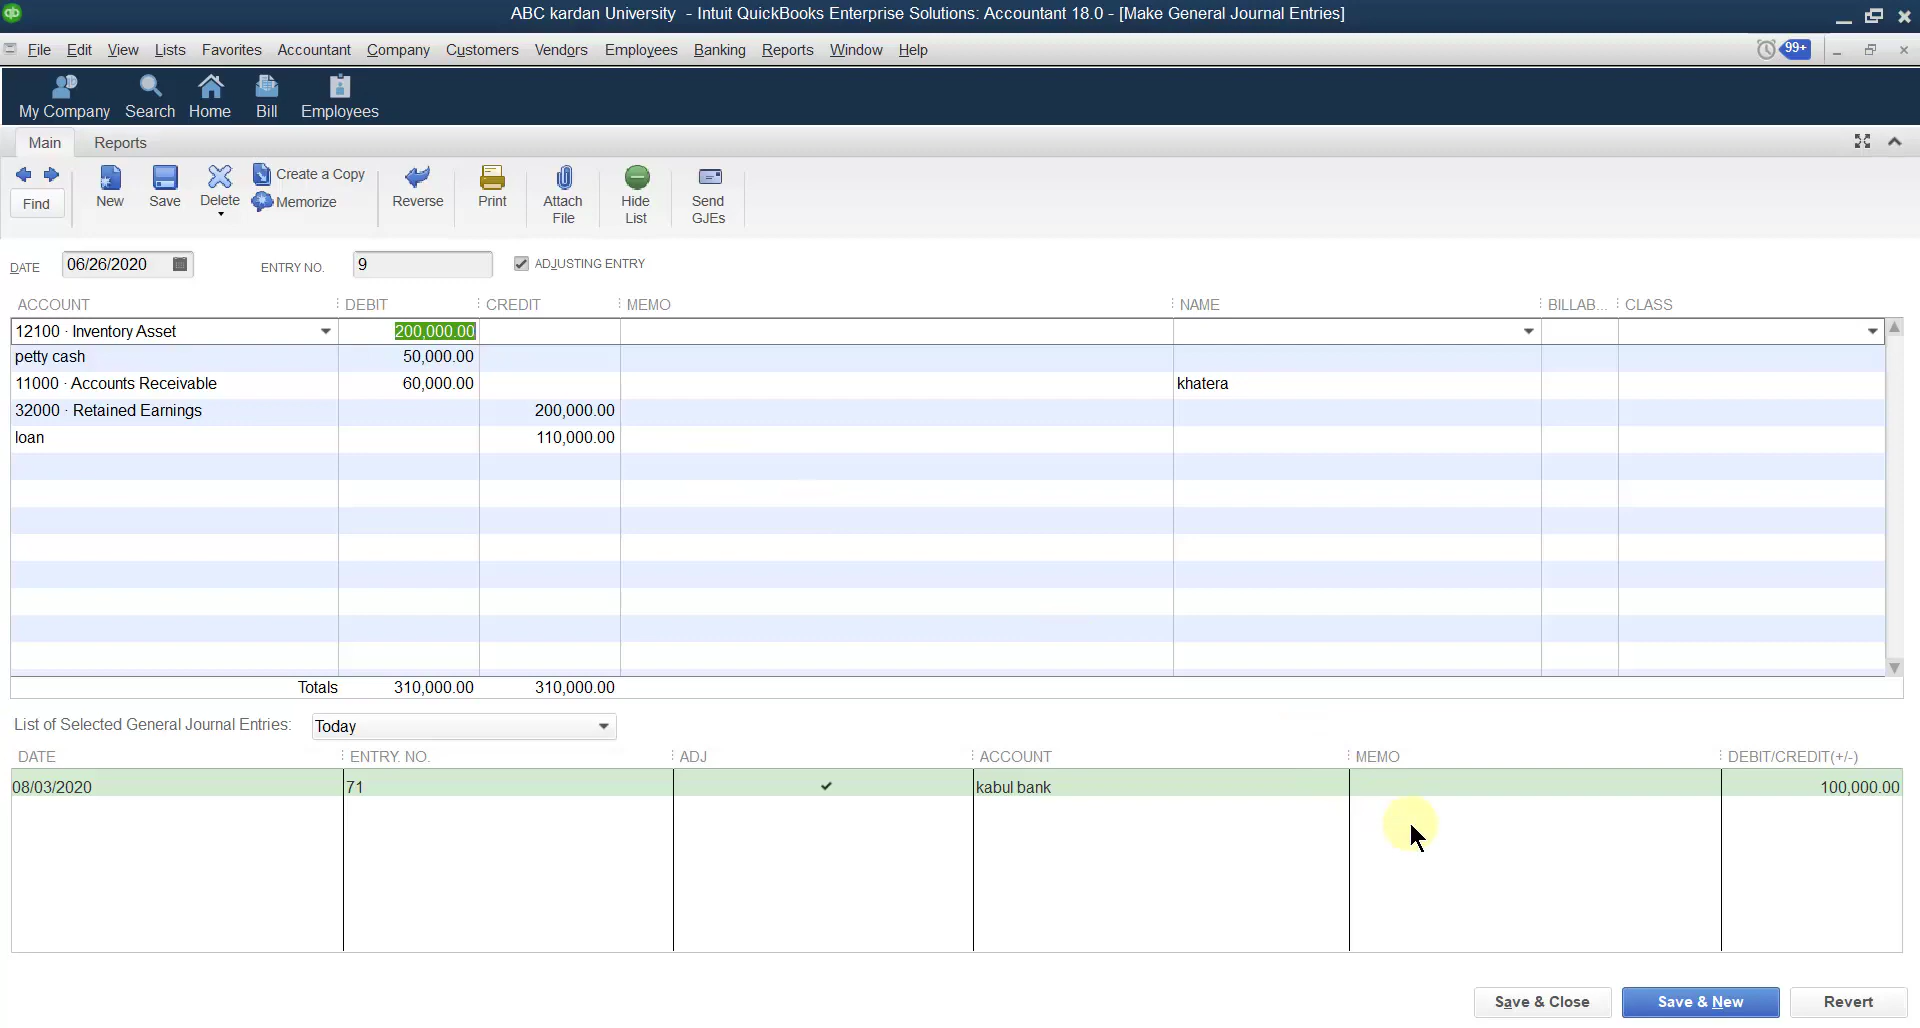 ABC kardan University - Intuit QuickBooks Enterprise Solutions: Accountant 18.0 - [Make General Journal Entries]
File Edit View Lists Favorites Accountant Company Customers Vendors Employees Banking Reports Window Help 99+
My Company Search Home Bill Employees
Main Reports
Find New Save Delete Create a Copy Memorize Reverse Print Attach File Hide List Send GJEs
DATE 06/26/2020 ENTRY NO. 9 ADJUSTING ENTRY
ACCOUNT DEBIT CREDIT MEMO NAME BILLAB... CLASS
12100 · Inventory Asset 200,000.00
petty cash 50,000.00
11000 · Accounts Receivable 60,000.00 khatera
32000 · Retained Earnings 200,000.00
loan 110,000.00
Totals 310,000.00 310,000.00
List of Selected General Journal Entries: Today
DATE ENTRY. NO. ADJ ACCOUNT MEMO DEBIT/CREDIT(+/-)
08/03/2020 71 kabul bank 100,000.00
Save & Close Save & New Revert